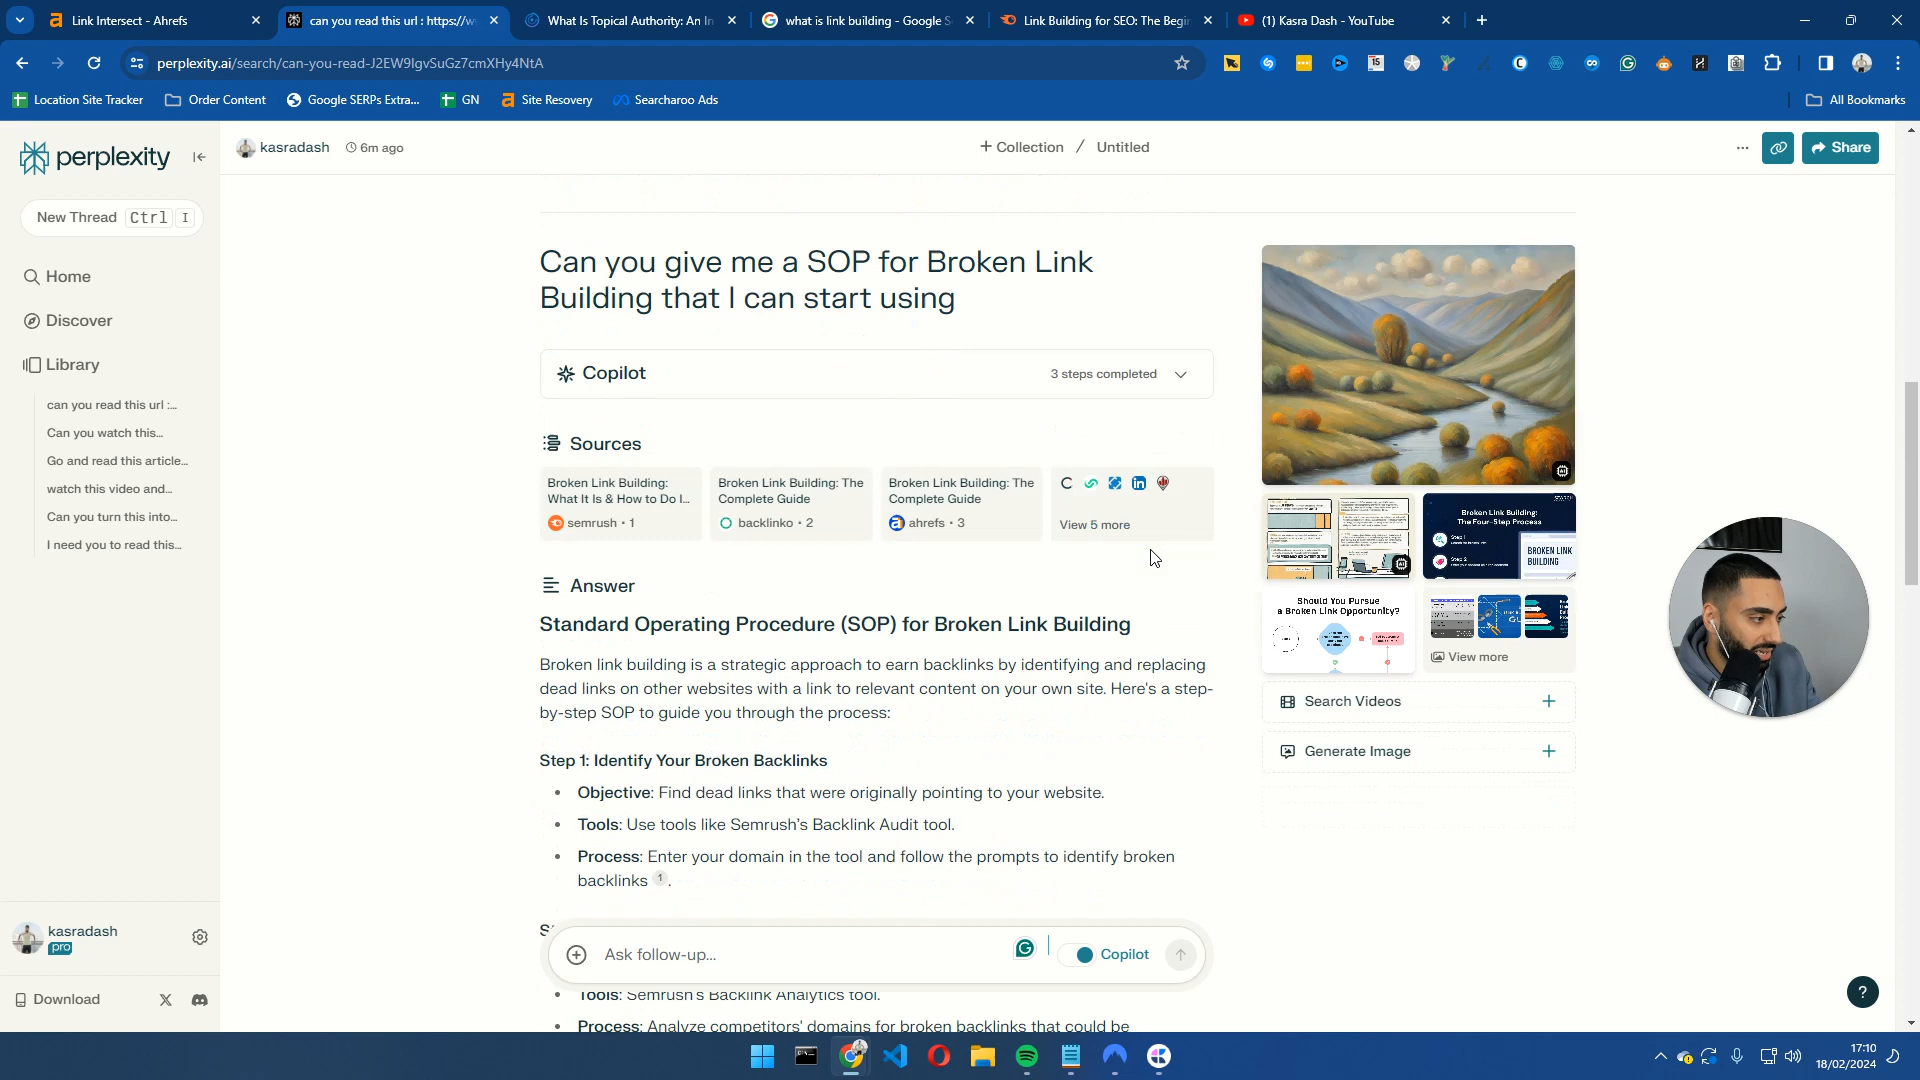 Link Intersect - Ahrefs
can you read this url : https://w
What Is Topical Authority: An In
what is link building - Google S
Link Building for SEO: The Begin
(1) Kasra Dash - YouTube
perplexity.ai/search/can-you-read-J2EW9IgvSuGz7cmXHy4NtA
Location Site Tracker
Order Content
Google SERPs Extra...
GN
Site Recovery
Searcharoo Ads
All Bookmarks
perplexity
New Thread Ctrl I
Home
Discover
Library
can you read this url :...
Can you watch this...
Go and read this article...
watch this video and...
Can you turn this into...
I need you to read this...
kasradash
pro
Download
kasradash 6m ago
+ Collection / Untitled
Share
Can you give me a SOP for Broken Link
Building that I can start using
Copilot
3 steps completed
Sources
Broken Link Building:
What It Is & How to Do I...
semrush • 1
Broken Link Building: The
Complete Guide
backlinko • 2
Broken Link Building: The
Complete Guide
ahrefs • 3
View 5 more
Answer
Standard Operating Procedure (SOP) for Broken Link Building
Broken link building is a strategic approach to earn backlinks by identifying and replacing
dead links on other websites with a link to relevant content on your own site. Here's a step-
by-step SOP to guide you through the process:
Step 1: Identify Your Broken Backlinks
• Objective: Find dead links that were originally pointing to your website.
• Tools: Use tools like Semrush's Backlink Audit tool.
• Process: Enter your domain in the tool and follow the prompts to identify broken
backlinks 1.
Ask follow-up...
Copilot
• Tools: Semrush's Backlink Analytics tool.
• Process: Analyze competitors' domains for broken backlinks that could be
Broken Link Building:
The Four-Step Process
Step 1
Step 2
BROKEN LINK
BUILDING
Should You Pursue
a Broken Link Opportunity?
View more
Search Videos
Generate Image
?
17:10
18/02/2024